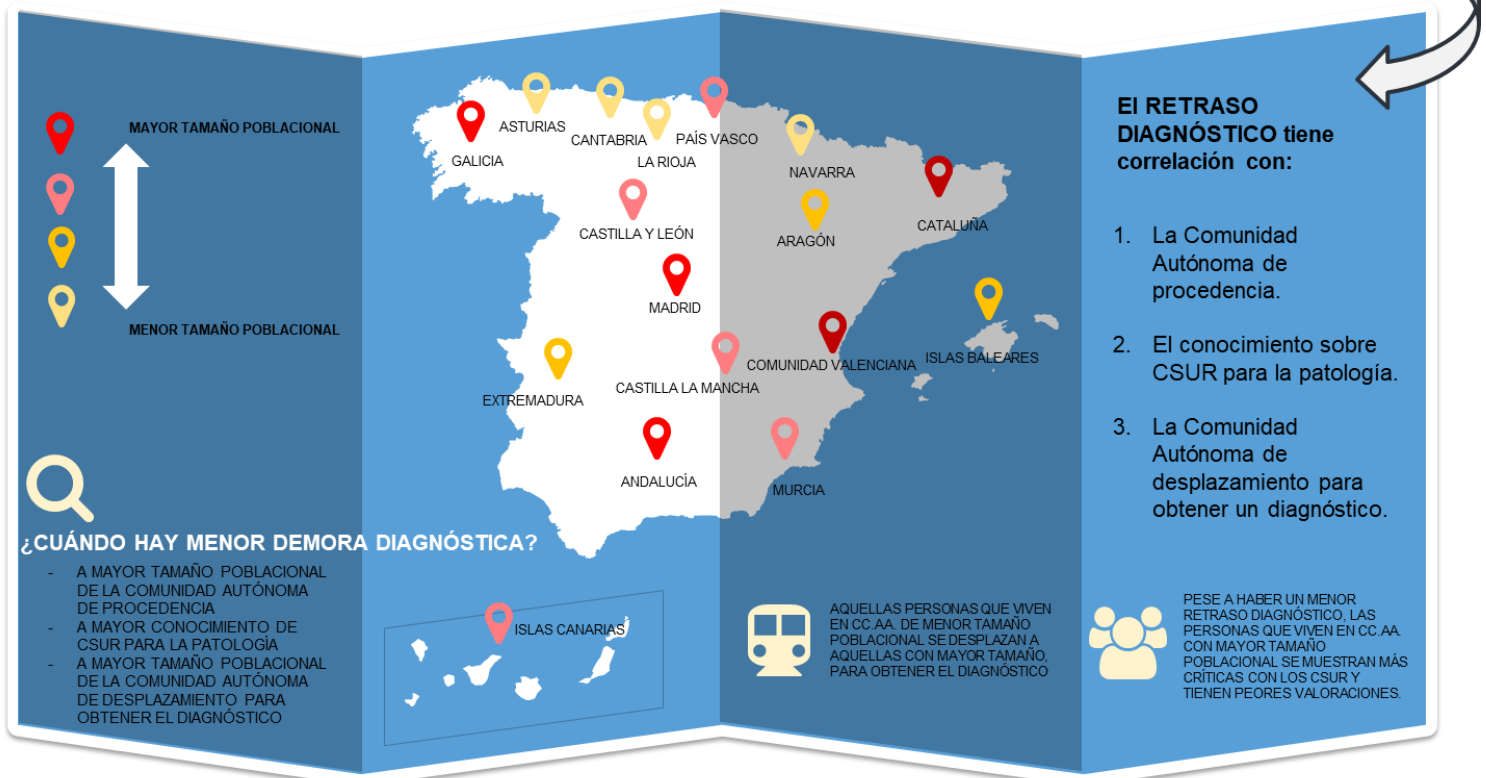 MAYOR TAMAÑO POBLACIONAL
MENOR TAMAÑO POBLACIONAL
¿CUÁNDO HAY MENOR DEMORA DIAGNÓSTICA?
- A MAYOR TAMAÑO POBLACIONAL
DE LA COMUNIDAD AUTÓNOMA
DE PROCEDENCIA
- A MAYOR CONOCIMIENTO DE
CSUR PARA LA PATOLOGÍA
- A MAYOR TAMAÑO POBLACIONAL
DE LA COMUNIDAD AUTÓNOMA
DE DESPLAZAMIENTO PARA
OBTENER EL DIAGNÓSTICO
GALICIA
ASTURIAS
CANTABRIA
LA RIOJA
PAÍS VASCO
NAVARRA
CATALUÑA
CASTILLA Y LEÓN
ARAGÓN
MADRID
EXTREMADURA
CASTILLA LA MANCHA
COMUNIDAD VALENCIANA
ISLAS BALEARES
ANDALUCÍA
MURCIA
ISLAS CANARIAS
AQUELLAS PERSONAS QUE VIVEN
EN CC.AA. DE MENOR TAMAÑO
POBLACIONAL SE DESPLAZAN A
AQUELLAS CON MAYOR TAMAÑO,
PARA OBTENER EL DIAGNÓSTICO
El RETRASO
DIAGNÓSTICO tiene
correlación con:
1. La Comunidad
Autónoma de
procedencia.
2. El conocimiento sobre
CSUR para la patología.
3. La Comunidad
Autónoma de
desplazamiento para
obtener un diagnóstico.
PESE A HABER UN MENOR
RETRASO DIAGNÓSTICO, LAS
PERSONAS QUE VIVEN EN CC.AA.
CON MAYOR TAMAÑO
POBLACIONAL SE MUESTRAN MÁS
CRÍTICAS CON LOS CSUR Y
TIENEN PEORES VALORACIONES.